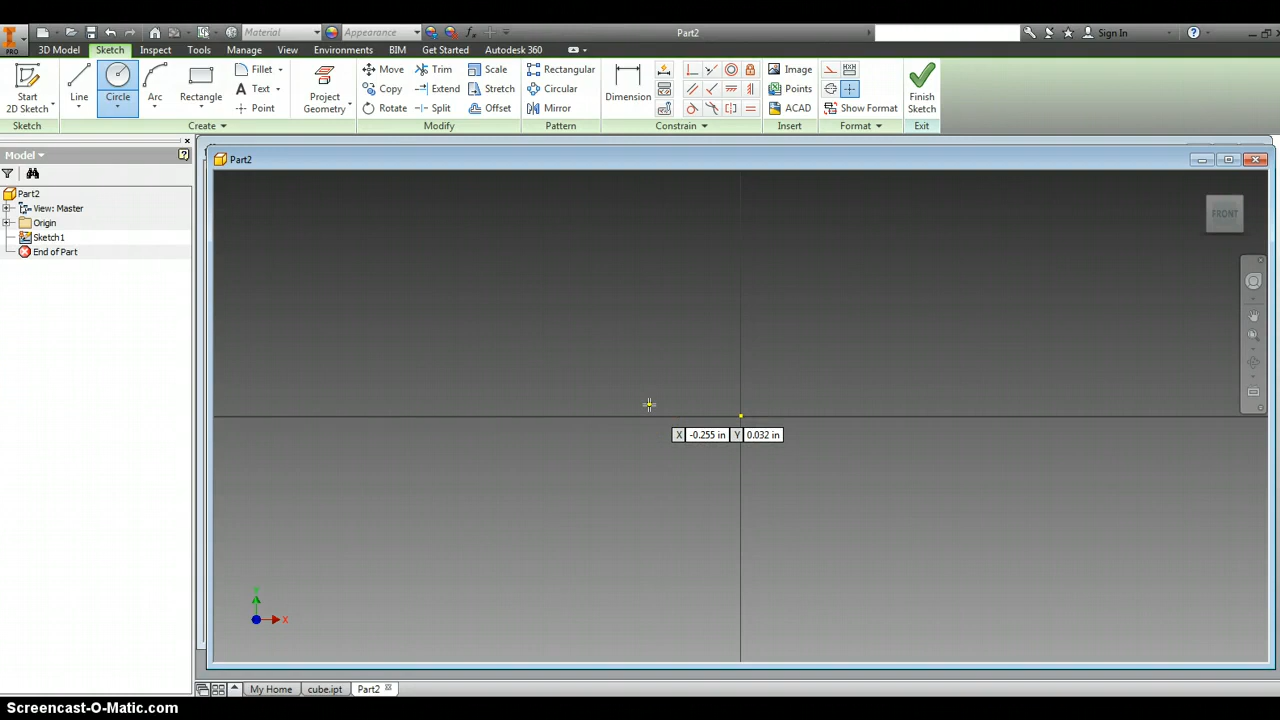 PRO
Material
Appearance
Part2
Sign In
3D Model
Sketch
Inspect
Tools
Manage
View
Environments
BIM
Get Started
Autodesk 360
Start
2D Sketch
Line
Circle
Arc
Rectangle
Fillet
Text
Point
Project
Geometry
Move
Copy
Rotate
Trim
Extend
Split
Scale
Stretch
Offset
Rectangular
Circular
Mirror
Dimension
Image
Points
ACAD
Show Format
Finish
Sketch
Sketch
Create
Modify
Pattern
Constrain
Insert
Format
Exit
Model
Part2
View: Master
Origin
Sketch1
End of Part
Part2
FRONT
X -0.255 in Y 0.032 in
X
My Home
cube.ipt
Part2
Screencast-O-Matic.com